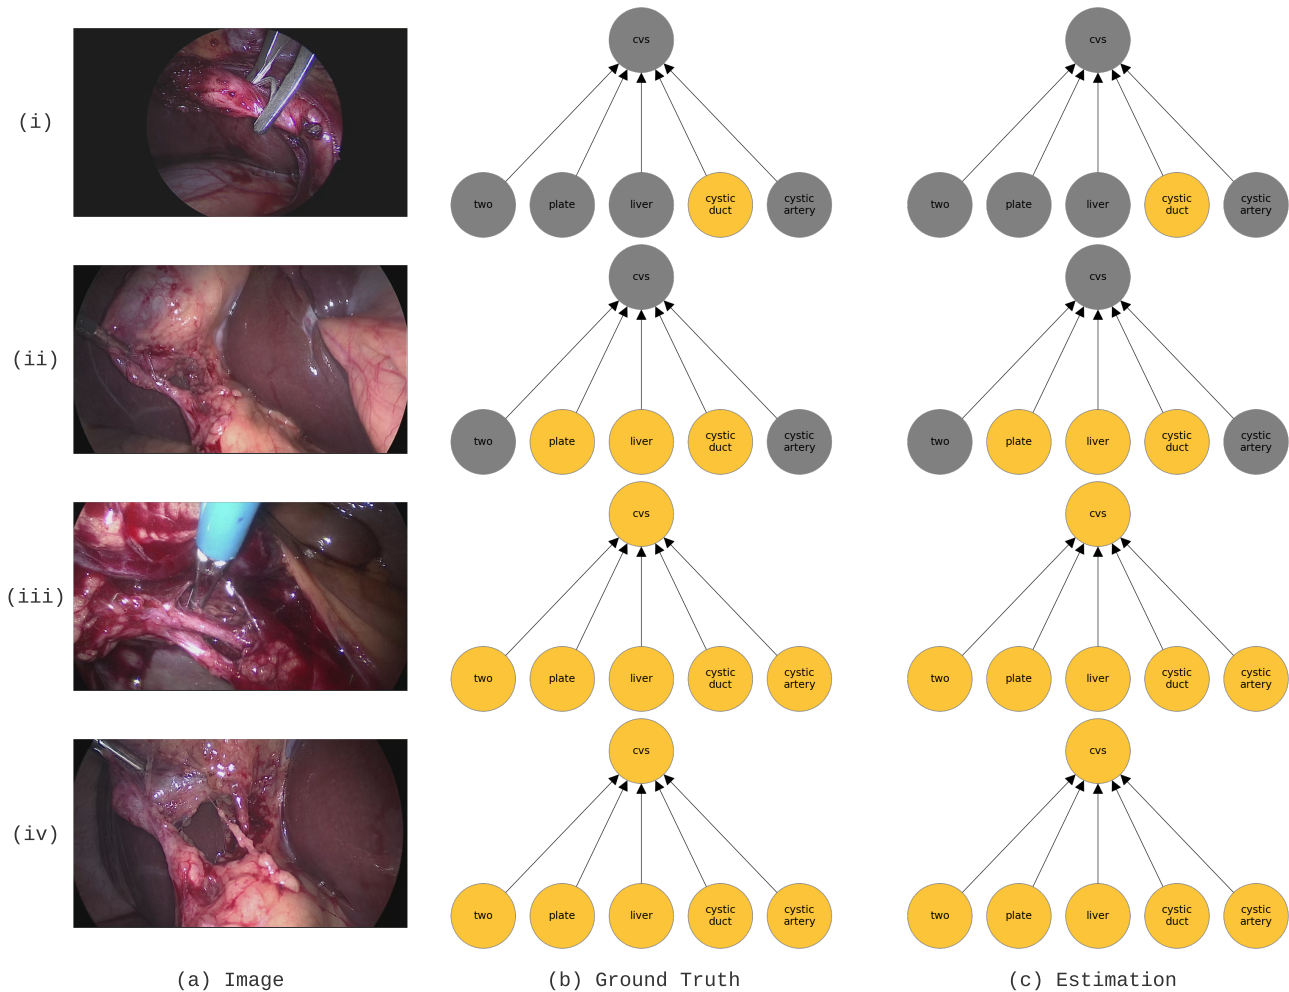 cvs
cvs
(i)
two plate liver cystic duct cystic artery
two plate liver cystic duct cystic artery
cvs
cvs
(ii)
two plate liver cystic duct cystic artery
two plate liver cystic duct cystic artery
cvs
cvs
(iii)
two plate liver cystic duct cystic artery
two plate liver cystic duct cystic artery
cvs
cvs
(iv)
two plate liver cystic duct cystic artery
two plate liver cystic duct cystic artery
(a) Image
(b) Ground Truth
(c) Estimation